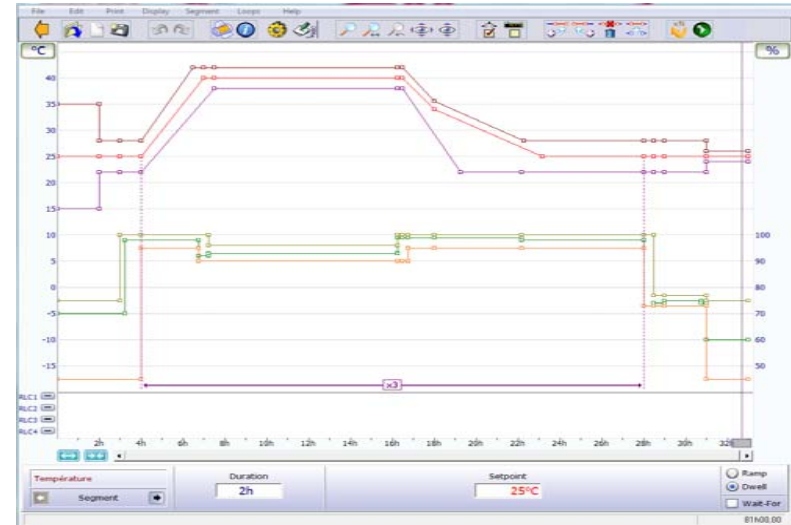 File Edit Print Display Segment Loops Help
°C %
40
35
30
25
20
15
10 100
5 90
0 80
-5 70
-10 60
-15 50
x3
RLC1
RLC2
RLC3
RLC4
2h 4h 6h 8h 10h 12h 14h 16h 18h 20h 22h 24h 26h 28h 30h 32h
Température Duration Setpoint Ramp
Segment 2h 25°C Dwell
Wait-For
81h00;00